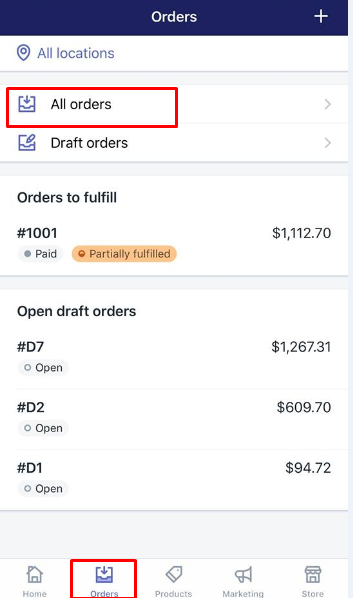 Orders +
All locations
All orders
Draft orders
Orders to fulfill
#1001 $1,112.70
Paid Partially fulfilled
Open draft orders
#D7 $1,267.31
Open
#D2 $609.70
Open
#D1 $94.72
Open
Home Orders Products Marketing Store